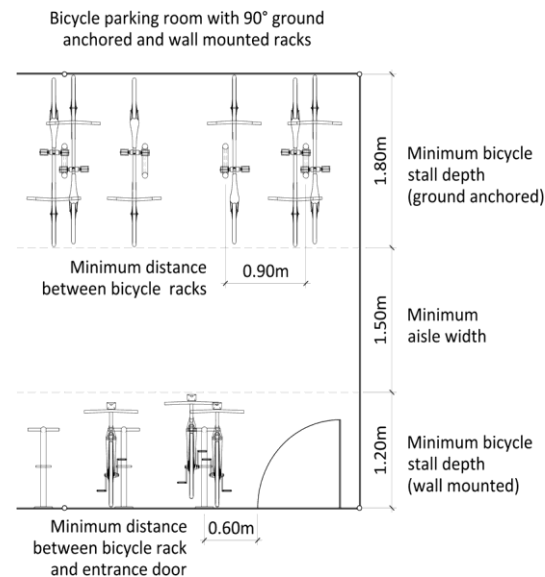 Bicycle parking room with 90° ground
anchored and wall mounted racks
1.80m
Minimum bicycle
stall depth
(ground anchored)
Minimum distance
between bicycle racks
0.90m
1.50m
Minimum
aisle width
1.20m
Minimum bicycle
stall depth
(wall mounted)
Minimum distance
between bicycle rack
and entrance door
0.60m